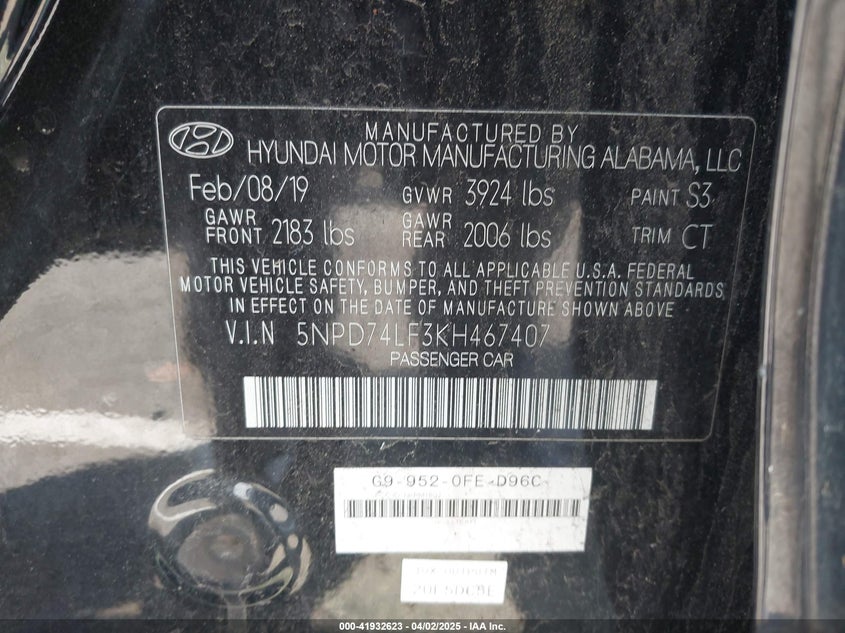 MANUFACTURED BY
HYUNDAI MOTOR MANUFACTURING ALABAMA, LLC
Feb/08/19 GVWR 3924 lbs PAINT S3
GAWR FRONT 2183 lbs GAWR REAR 2006 lbs TRIM CT
THIS VEHICLE CONFORMS TO ALL APPLICABLE U.S.A. FEDERAL
MOTOR VEHICLE SAFETY, BUMPER, AND THEFT PREVENTION STANDARDS
IN EFFECT ON THE DATE OF MANUFACTURE SHOWN ABOVE
V.I.N 5NPD74LF3KH467407
PASSENGER CAR
G9-952-0FE-D96C
000-41932623 - 04/02/2025 - IAA Inc.